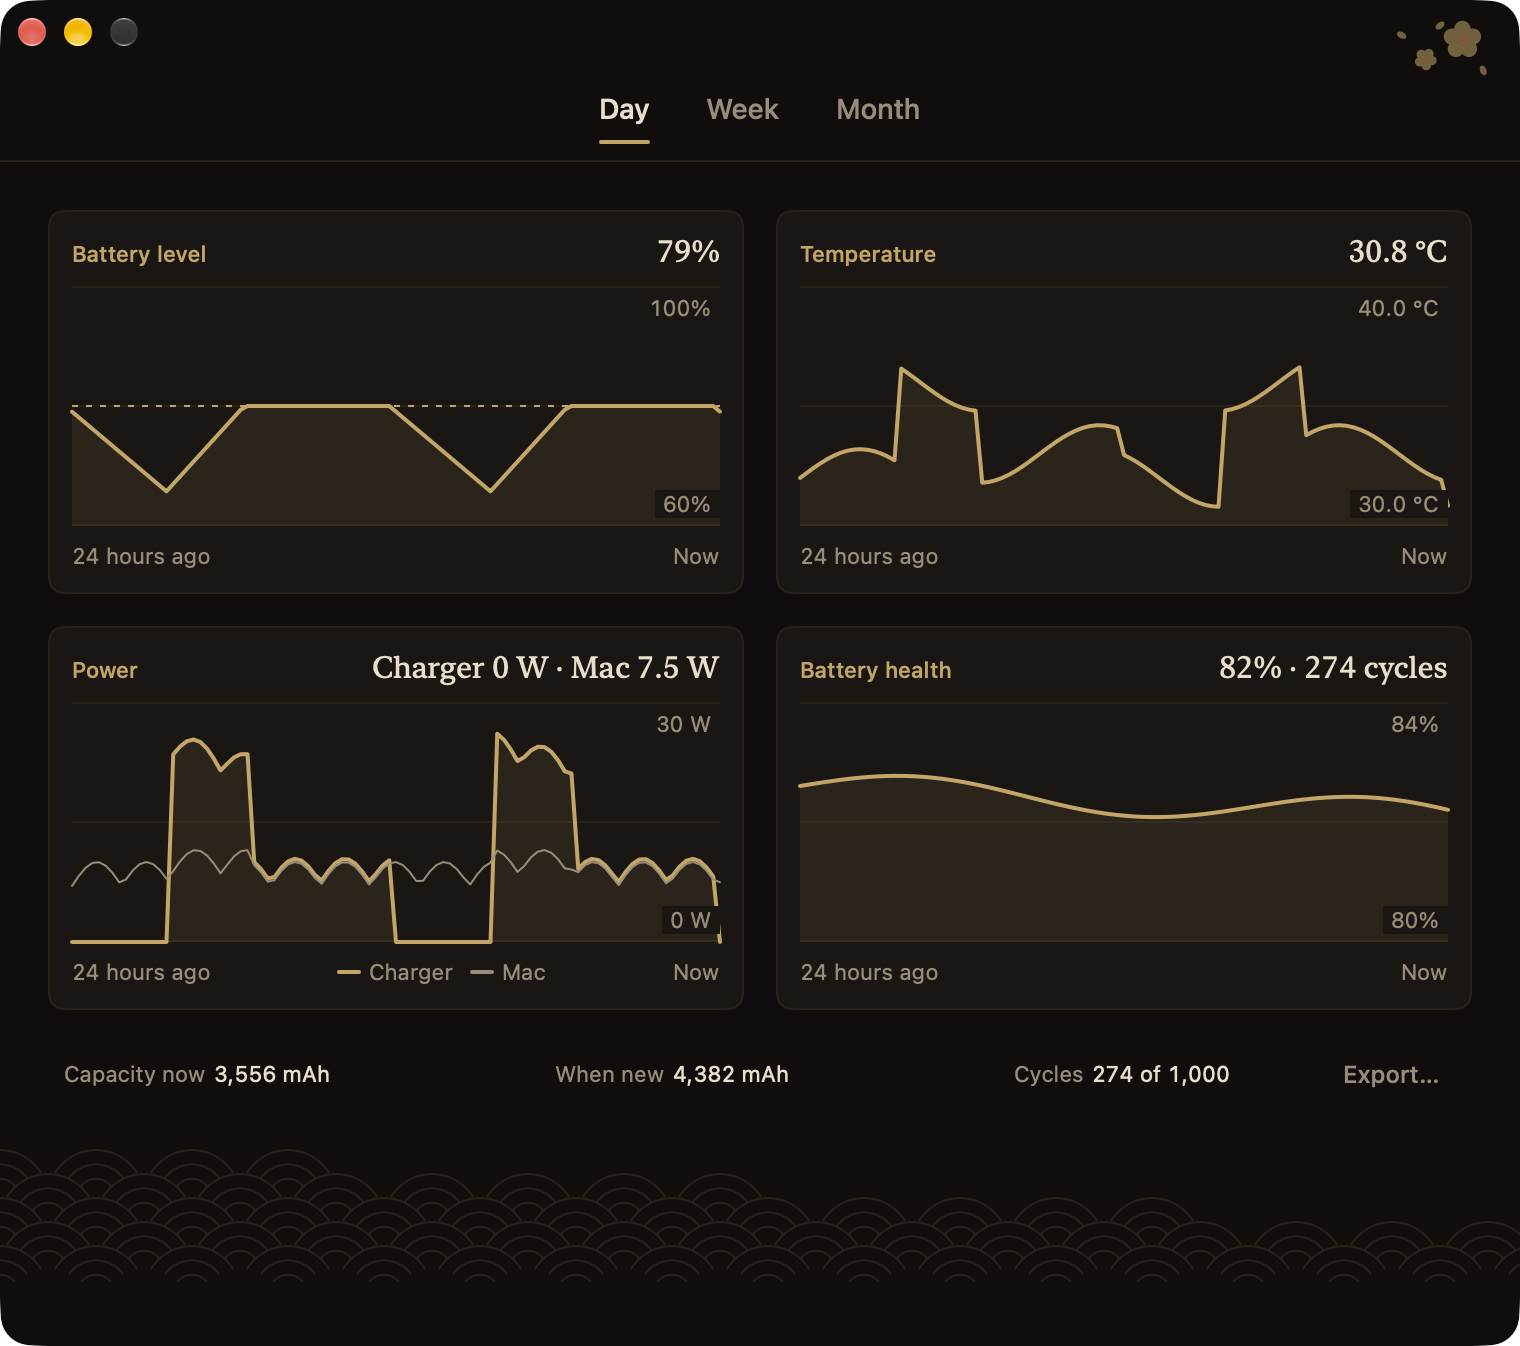 Day Week Month
Battery level 79%
100%
60%
24 hours ago Now
Temperature 30.8 °C
40.0 °C
30.0 °C
24 hours ago Now
Power Charger 0 W · Mac 7.5 W
30 W
0 W
24 hours ago Charger Mac Now
Battery health 82% · 274 cycles
84%
80%
24 hours ago Now
Capacity now 3,556 mAh When new 4,382 mAh Cycles 274 of 1,000 Export...